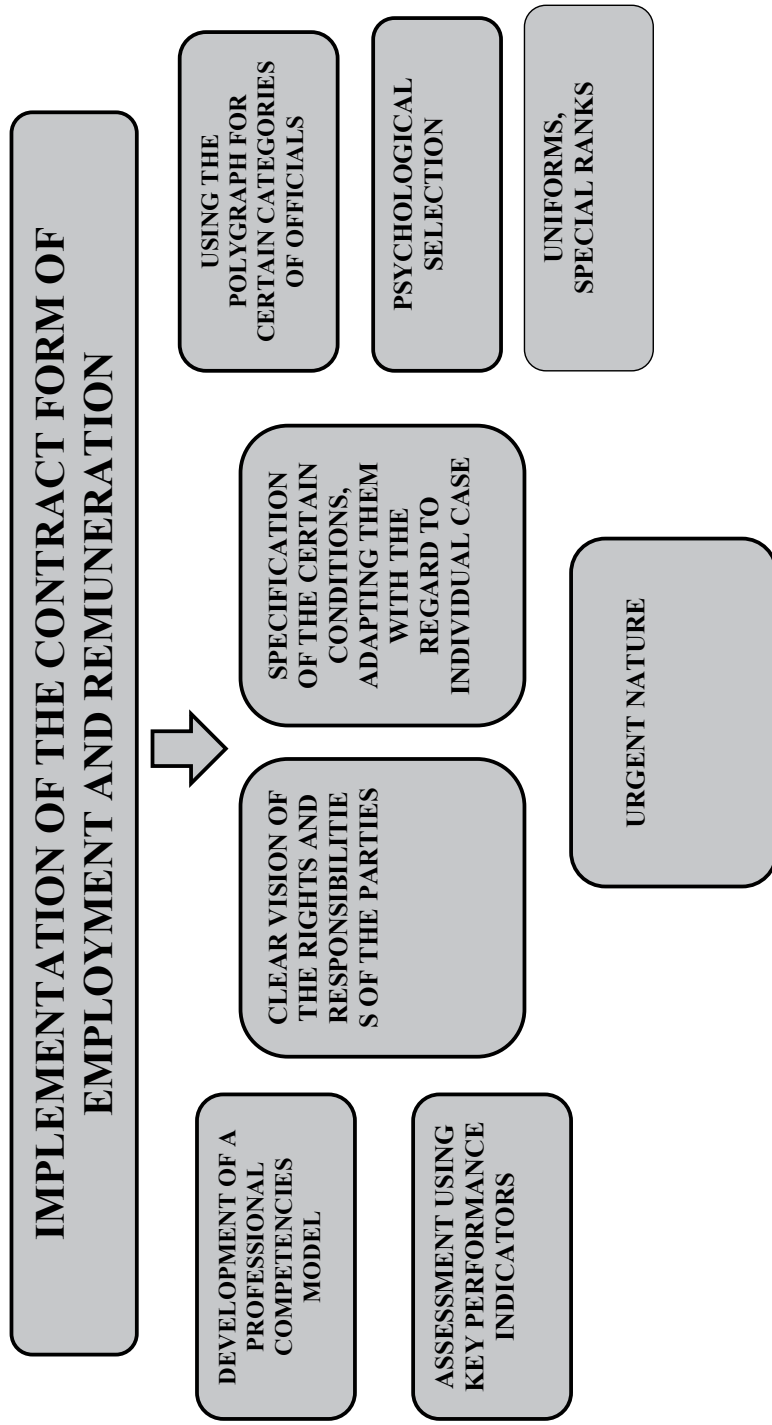 IMPLEMENTATION OF THE CONTRACT FORM OF
EMPLOYMENT AND REMUNERATION
DEVELOPMENT OF A
PROFESSIONAL
COMPETENCIES
MODEL
ASSESSMENT USING
KEY PERFORMANCE
INDICATORS
CLEAR VISION OF
THE RIGHTS AND
RESPONSIBILITIE
S OF THE PARTIES
SPECIFICATION
OF THE CERTAIN
CONDITIONS,
ADAPTING THEM
WITH THE
REGARD TO
INDIVIDUAL CASE
URGENT NATURE
USING THE
POLYGRAPH FOR
CERTAIN CATEGORIES
OF OFFICIALS
PSYCHOLOGICAL
SELECTION
UNIFORMS,
SPECIAL RANKS